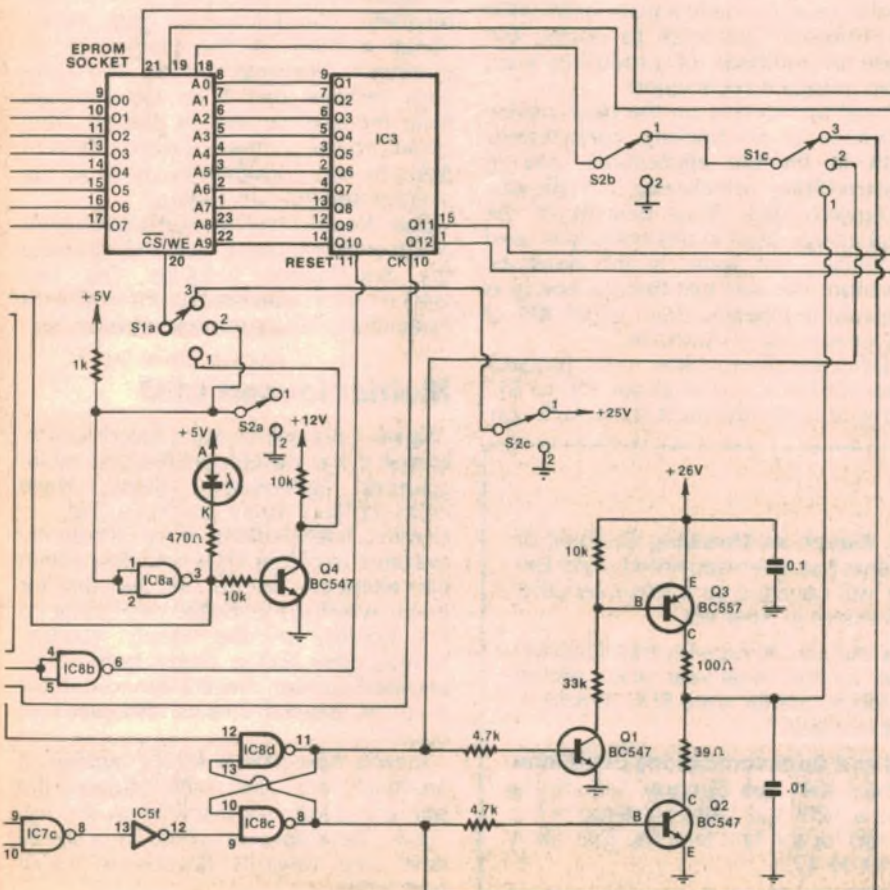 EPROM SOCKET
21 19 18
9 O0
10 O1
11 O2
13 O3
14 O4
15 O5
16 O6
17 O7
A0 8
A1 7
A2 6
A3 5
A4 4
A5 3
A6 2
A7 1
A8 23
A9 22
CS/WE
20
9 Q1
7 Q2
6 Q3
5 Q4
3 Q5
2 Q6
4 Q7
13 Q8
12 Q9
14 Q10
IC3
Q11 15
Q12
RESET 11
CK 10
S2b
1
2
S1c
3
2
1
+5V
1k
S1a
3
2
1
S2a
1
2
+12V
10k
+5V
A
λ
K
470Ω
1
2
IC8a
3
10k
Q4
BC547
S2c
1
+25V
2
+26V
10k
0.1
E
B
Q3
BC557
C
100Ω
33k
4
5
IC8b
6
12
13
IC8d
11
4.7k
Q1
BC547
39Ω
.01
9
10
IC7c
8
13
IC5f
12
10
9
IC8c
8
4.7k
C
B
Q2
BC547
E